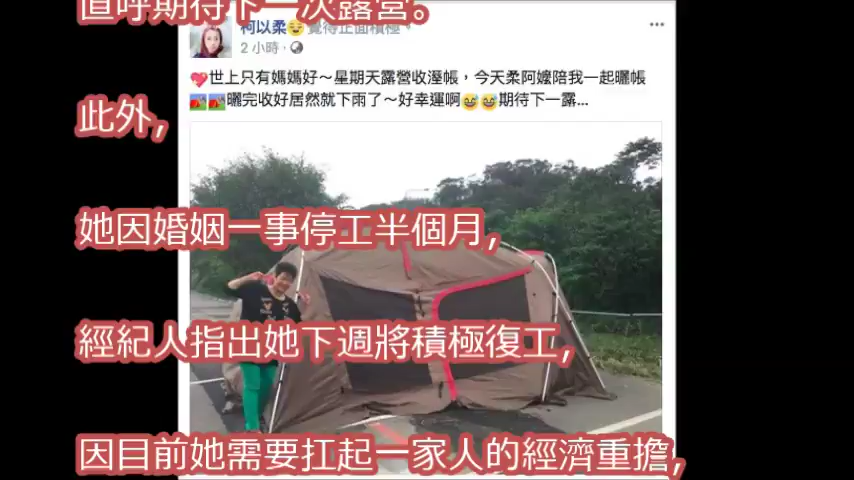 直呼期待下一次露營。
柯以柔😌覺得正面積極。
2 小時
💖世上只有媽媽好～星期天露營收溼帳，今天柔阿嬤陪我一起曬帳
🏕️🏕️曬完收好居然就下雨了～好幸運啊😅😅期待下一露...
此外，
她因婚姻一事停工半個月，
經紀人指出她下週將積極復工，
因目前她需要扛起一家人的經濟重擔，